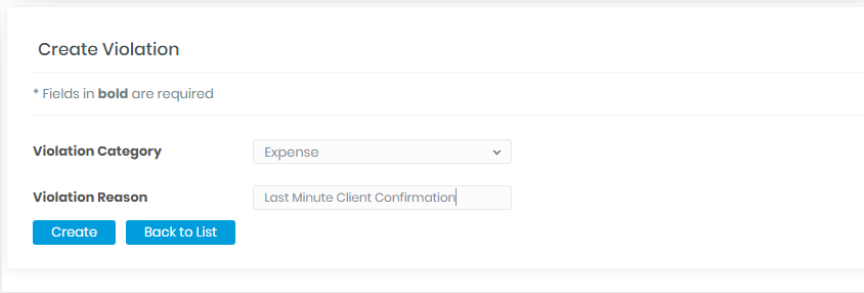 Create Violation
* Fields in bold are required
Violation Category Expense
Violation Reason Last Minute Client Confirmation
Create Back to List